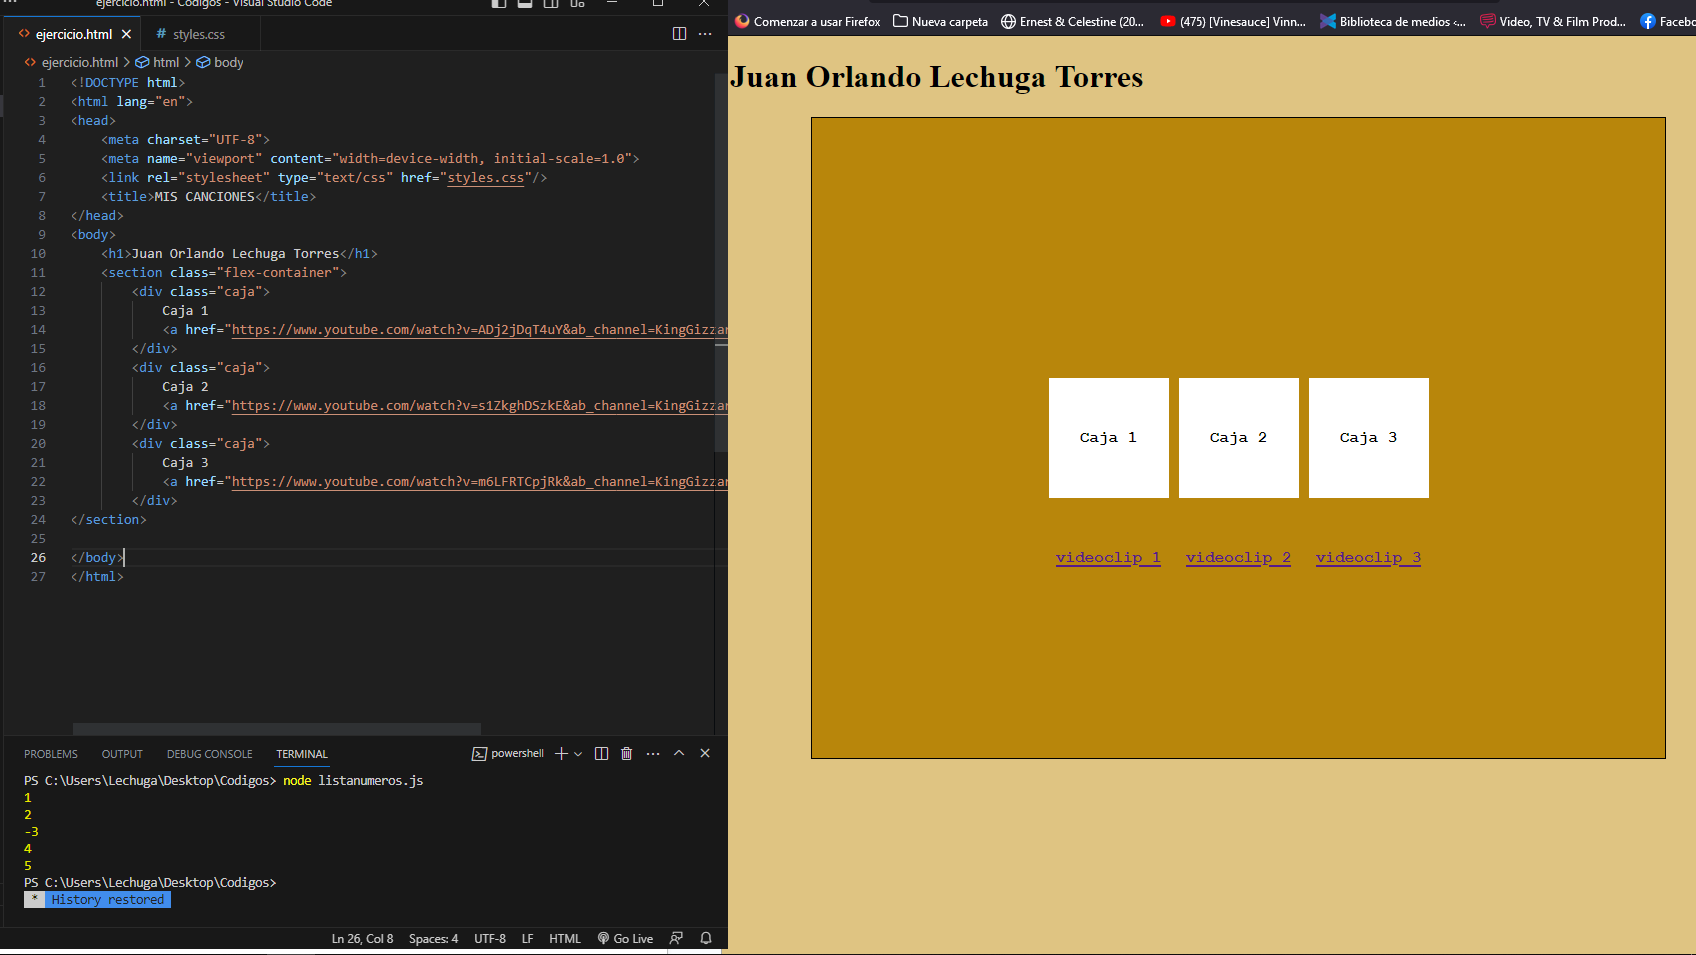 ejercicio.html - Codigos - Visual Studio Code
ejercicio.html
# styles.css
ejercicio.html > html > body
1 <!DOCTYPE html>
2 <html lang="en">
3 <head>
4 <meta charset="UTF-8">
5 <meta name="viewport" content="width=device-width, initial-scale=1.0">
6 <link rel="stylesheet" type="text/css" href="styles.css"/>
7 <title>MIS CANCIONES</title>
8 </head>
9 <body>
10 <h1>Juan Orlando Lechuga Torres</h1>
11 <section class="flex-container">
12 <div class="caja">
13 Caja 1
14 <a href="https://www.youtube.com/watch?v=ADj2jDqT4uY&ab_channel=KingGizzar
15 </div>
16 <div class="caja">
17 Caja 2
18 <a href="https://www.youtube.com/watch?v=s1ZkghDSzkE&ab_channel=KingGizzar
19 </div>
20 <div class="caja">
21 Caja 3
22 <a href="https://www.youtube.com/watch?v=m6LFRTCpjRk&ab_channel=KingGizzar
23 </div>
24 </section>
25
26 </body>
27 </html>
PROBLEMS OUTPUT DEBUG CONSOLE TERMINAL powershell
PS C:\Users\Lechuga\Desktop\Codigos> node listanumeros.js
1
2
-3
4
5
PS C:\Users\Lechuga\Desktop\Codigos>
* History restored
Ln 26, Col 8 Spaces: 4 UTF-8 LF HTML Go Live
Comenzar a usar Firefox Nueva carpeta Ernest & Celestine (20... (475) [Vinesauce] Vinn... Biblioteca de medios ‹... Video, TV & Film Prod... Facebo
Juan Orlando Lechuga Torres
Caja 1 Caja 2 Caja 3
videoclip 1 videoclip 2 videoclip 3